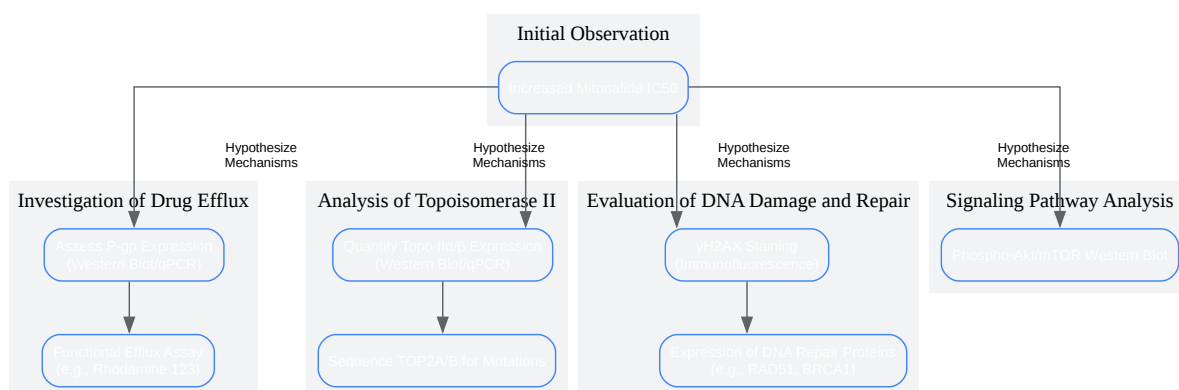 Initial Observation
Increased Mitonafide IC50
Hypothesize
Mechanisms
Hypothesize
Mechanisms
Hypothesize
Mechanisms
Hypothesize
Mechanisms
Investigation of Drug Efflux
Assess P-gp Expression
(Western Blot/qPCR)
Functional Efflux Assay
(e.g., Rhodamine 123)
Analysis of Topoisomerase II
Quantify Topo IIα/β Expression
(Western Blot/qPCR)
Sequence TOP2A/B for Mutations
Evaluation of DNA Damage and Repair
γH2AX Staining
(Immunofluorescence)
Expression of DNA Repair Proteins
(e.g., RAD51, BRCA1)
Signaling Pathway Analysis
Phospho-Akt/mTOR Western Blot